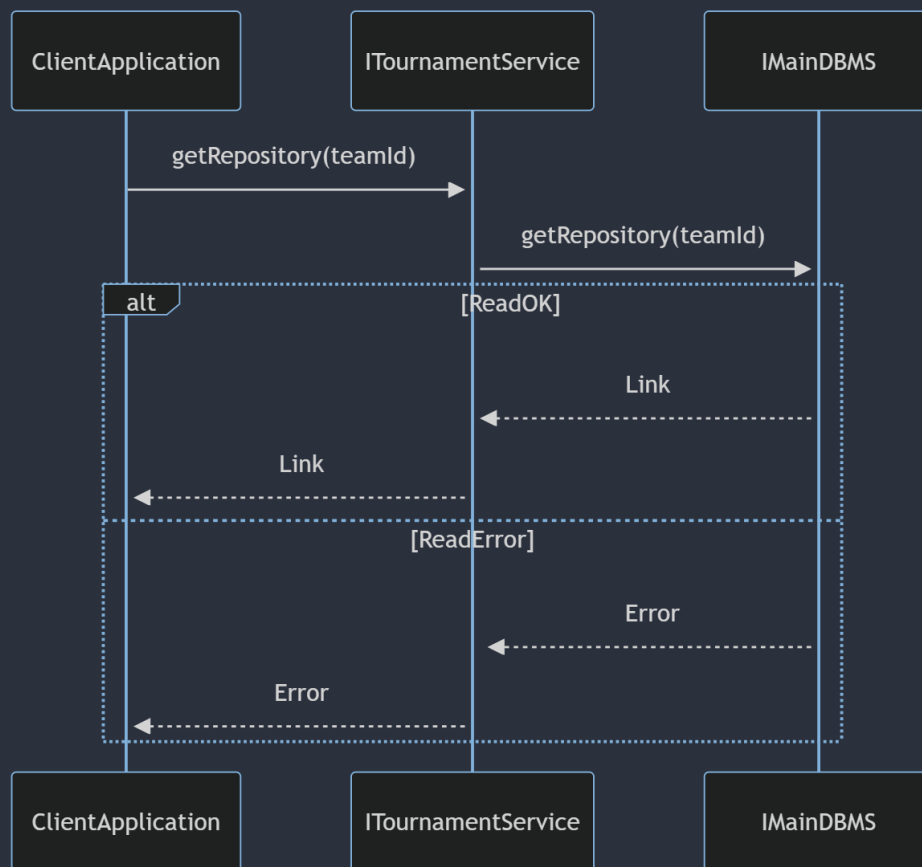 ClientApplication
ITournamentService
IMainDBMS
getRepository(teamId)
getRepository(teamId)
alt
[ReadOK]
Link
Link
[ReadError]
Error
Error
ClientApplication
ITournamentService
IMainDBMS